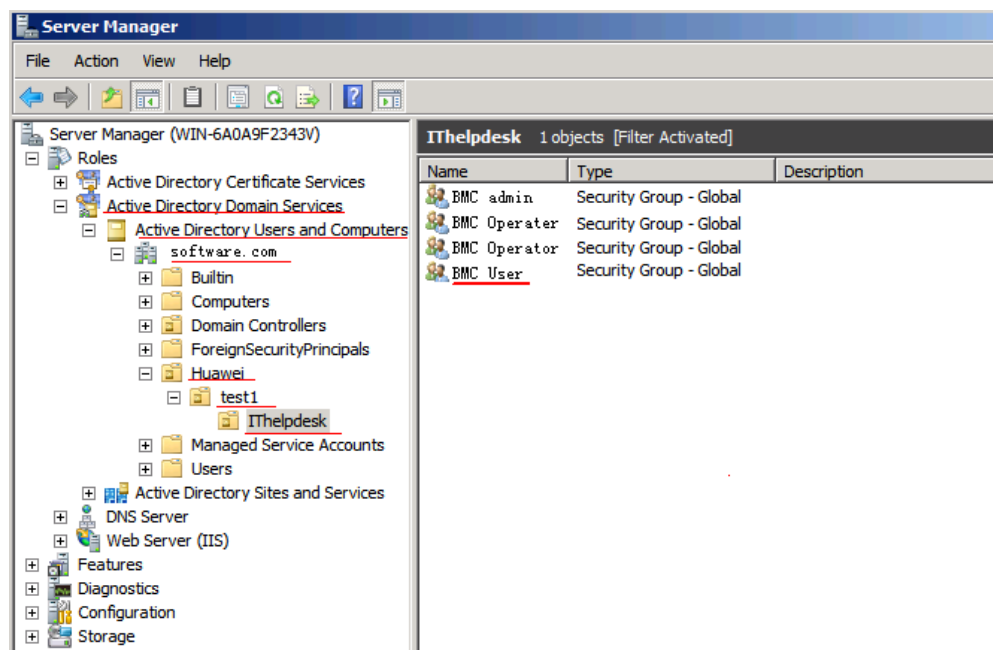 Server Manager
File Action View Help
Server Manager (WIN-6A0A9F2343V)
Roles
Active Directory Certificate Services
Active Directory Domain Services
Active Directory Users and Computers
software.com
Builtin
Computers
Domain Controllers
ForeignSecurityPrincipals
Huawei
test1
IThelpdesk
Managed Service Accounts
Users
Active Directory Sites and Services
DNS Server
Web Server (IIS)
Features
Diagnostics
Configuration
Storage
IThelpdesk 1 objects [Filter Activated]
Name Type Description
BMC admin Security Group - Global
BMC Operater Security Group - Global
BMC Operator Security Group - Global
BMC User Security Group - Global